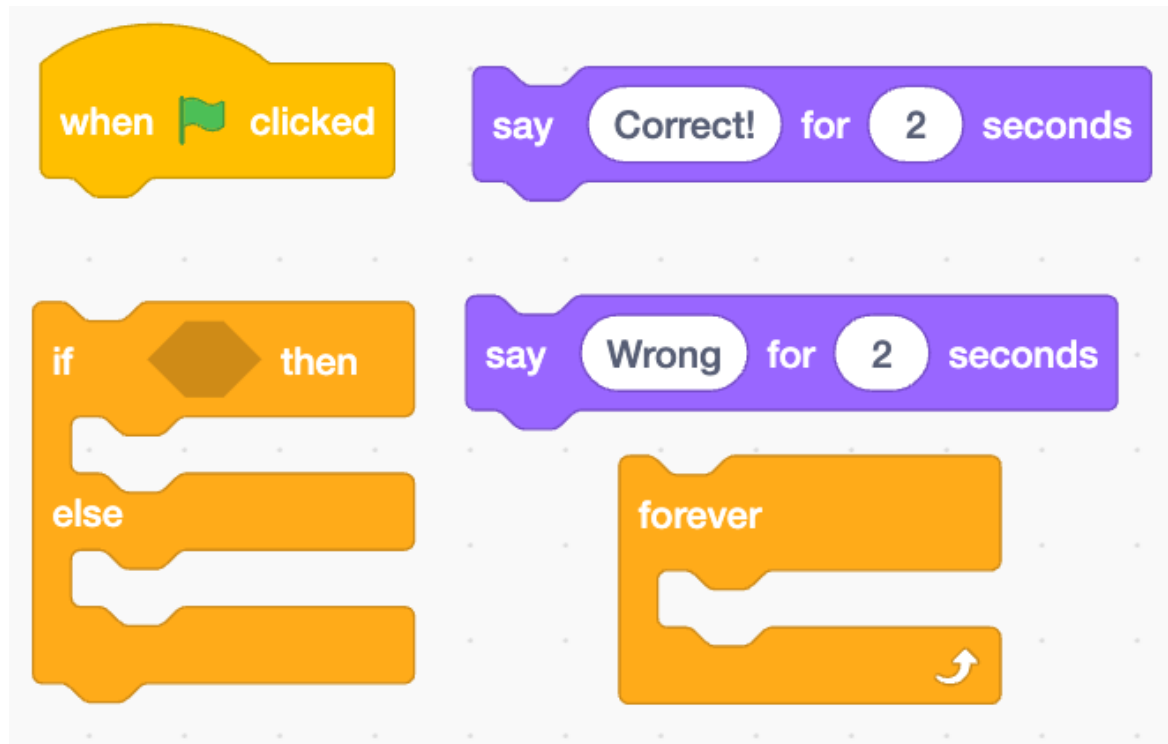 when clicked
say Correct! for 2 seconds
if then
else
say Wrong for 2 seconds
forever